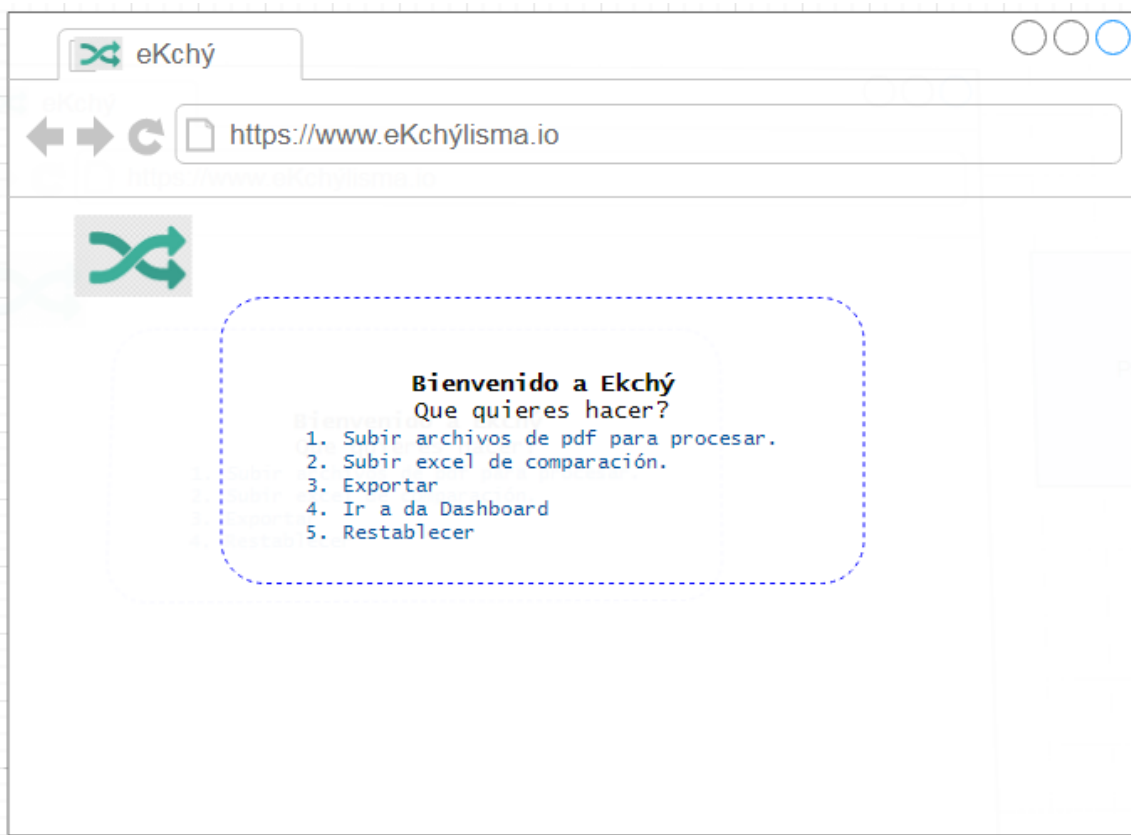 eKchý
https://www.eKchýlisma.io
Bienvenido a Ekchý
Que quieres hacer?
1. Subir archivos de pdf para procesar.
2. Subir excel de comparación.
3. Exportar
4. Ir a da Dashboard
5. Restablecer